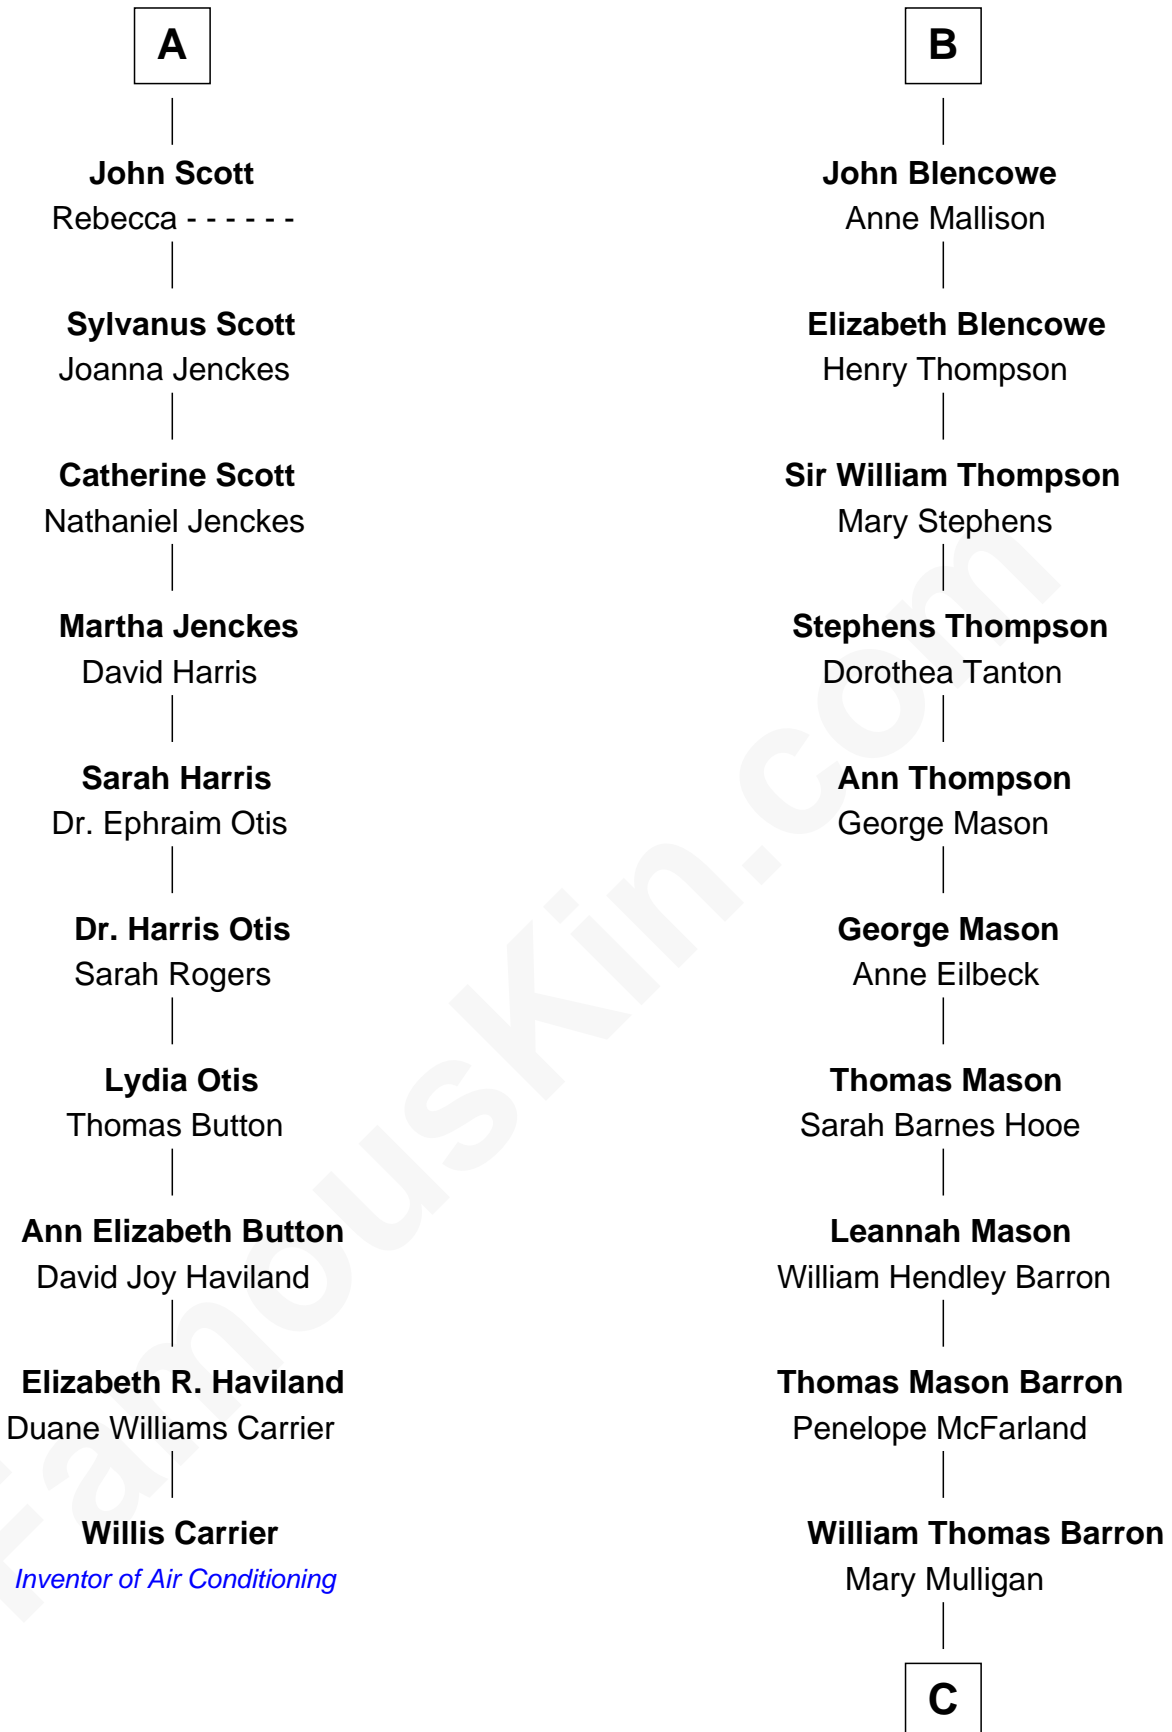 A
John Scott
Rebecca - - - - - -
Sylvanus Scott
Joanna Jenckes
Catherine Scott
Nathaniel Jenckes
Martha Jenckes
David Harris
Sarah Harris
Dr. Ephraim Otis
Dr. Harris Otis
Sarah Rogers
Lydia Otis
Thomas Button
Ann Elizabeth Button
David Joy Haviland
Elizabeth R. Haviland
Duane Williams Carrier
Willis Carrier
Inventor of Air Conditioning
B
John Blencowe
Anne Mallison
Elizabeth Blencowe
Henry Thompson
Sir William Thompson
Mary Stephens
Stephens Thompson
Dorothea Tanton
Ann Thompson
George Mason
George Mason
Anne Eilbeck
Thomas Mason
Sarah Barnes Hooe
Leannah Mason
William Hendley Barron
Thomas Mason Barron
Penelope McFarland
William Thomas Barron
Mary Mulligan
C
FamousKin.com